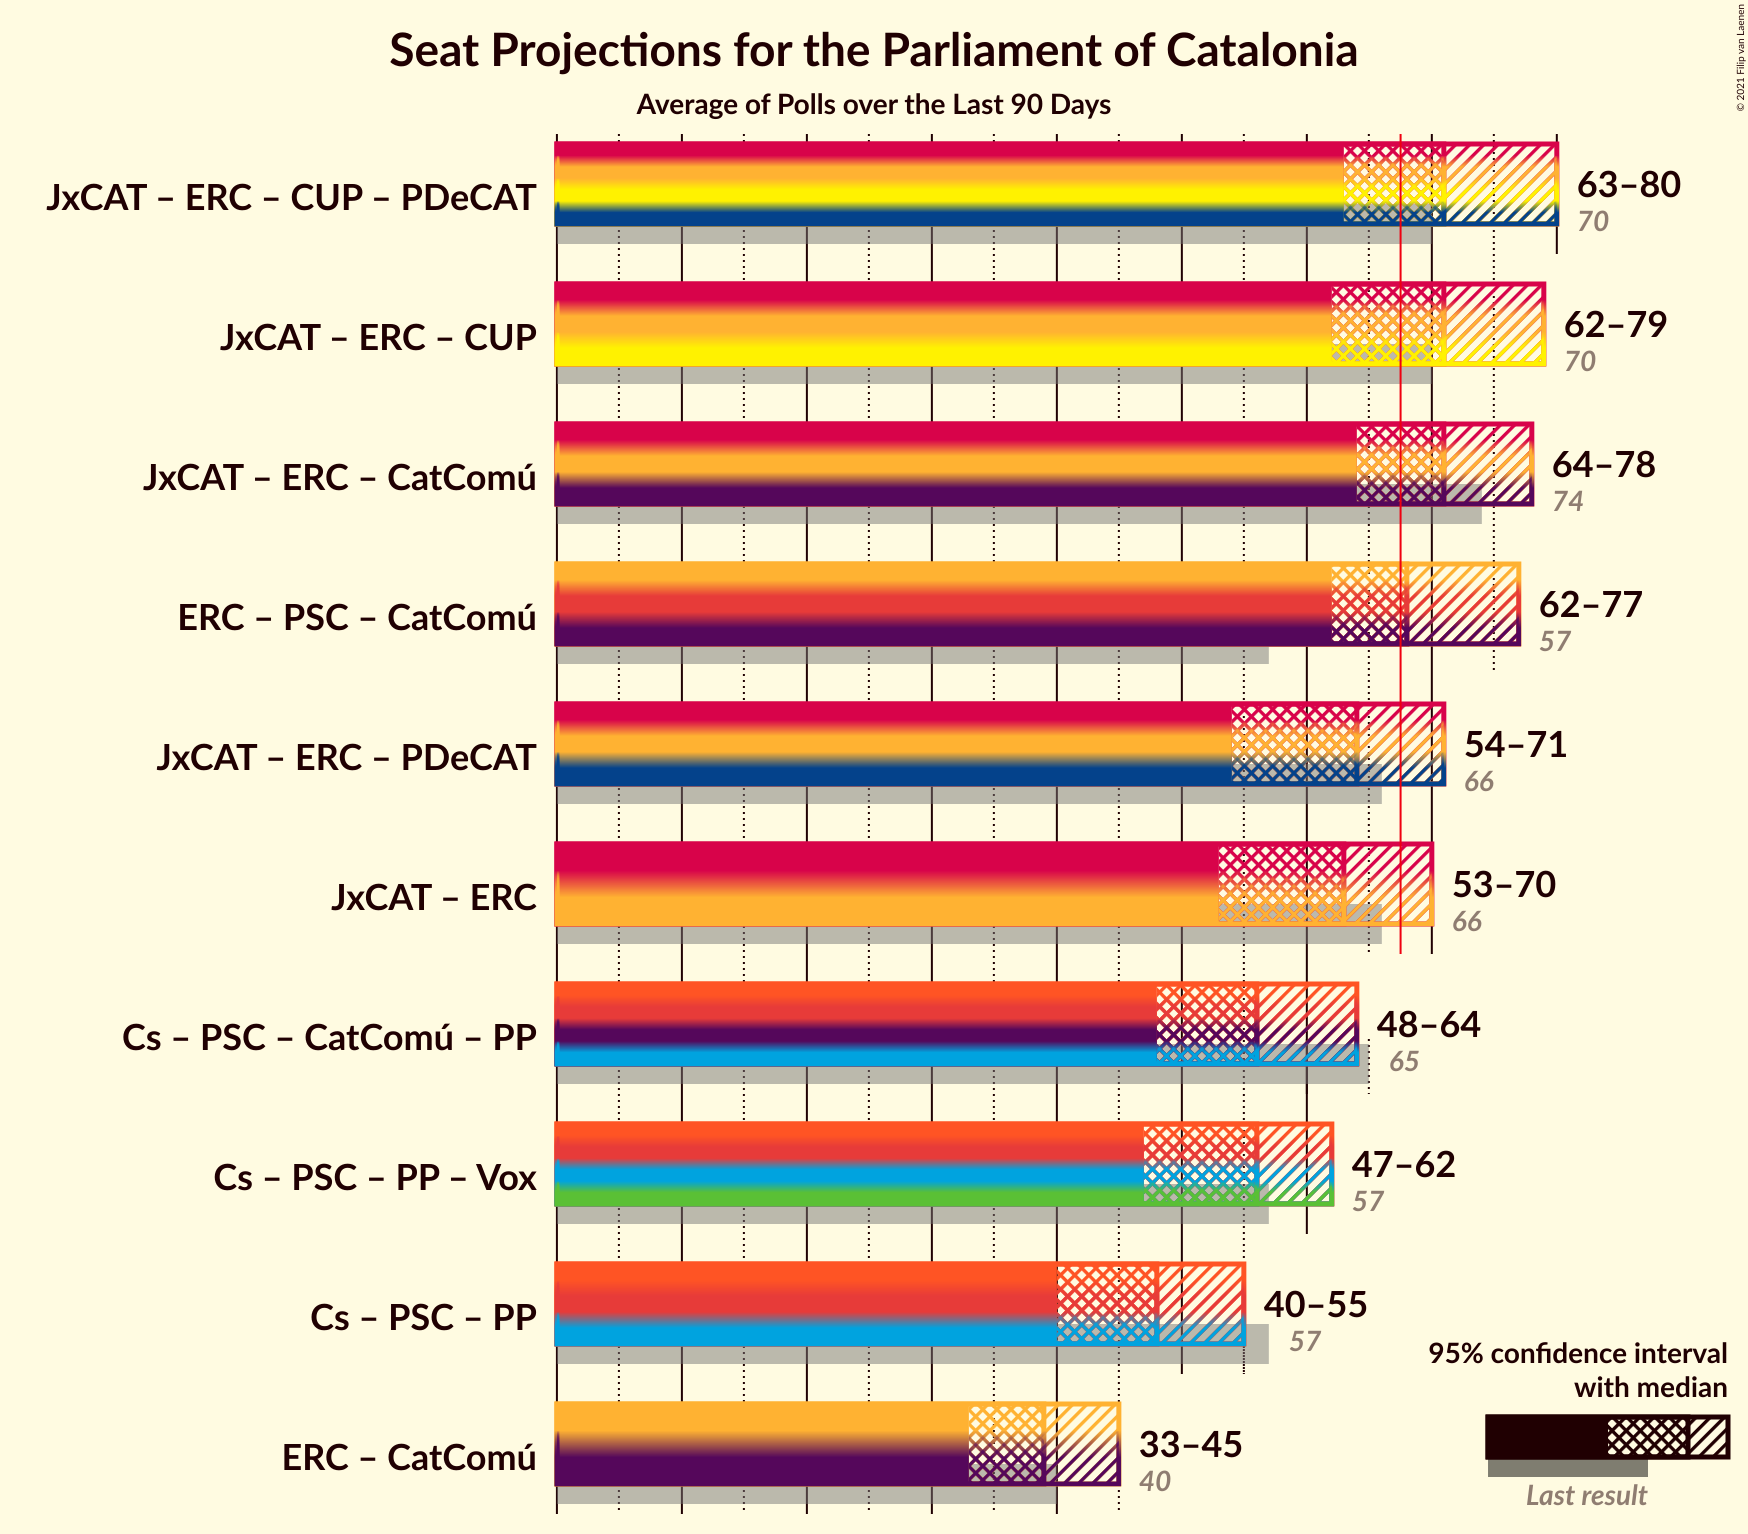 Seat Projections for the Parliament of Catalonia
Average of Polls over the Last 90 Days
© 2021 Filip van Laenen
JxCAT – ERC – CUP – PDeCAT
63–80
70
JxCAT – ERC – CUP
62–79
70
JxCAT – ERC – CatComú
64–78
74
ERC – PSC – CatComú
62–77
57
JxCAT – ERC – PDeCAT
54–71
66
JxCAT – ERC
53–70
66
Cs – PSC – CatComú – PP
48–64
65
Cs – PSC – PP – Vox
47–62
57
Cs – PSC – PP
40–55
57
ERC – CatComú
33–45
40
95% confidence interval
with median
Last result